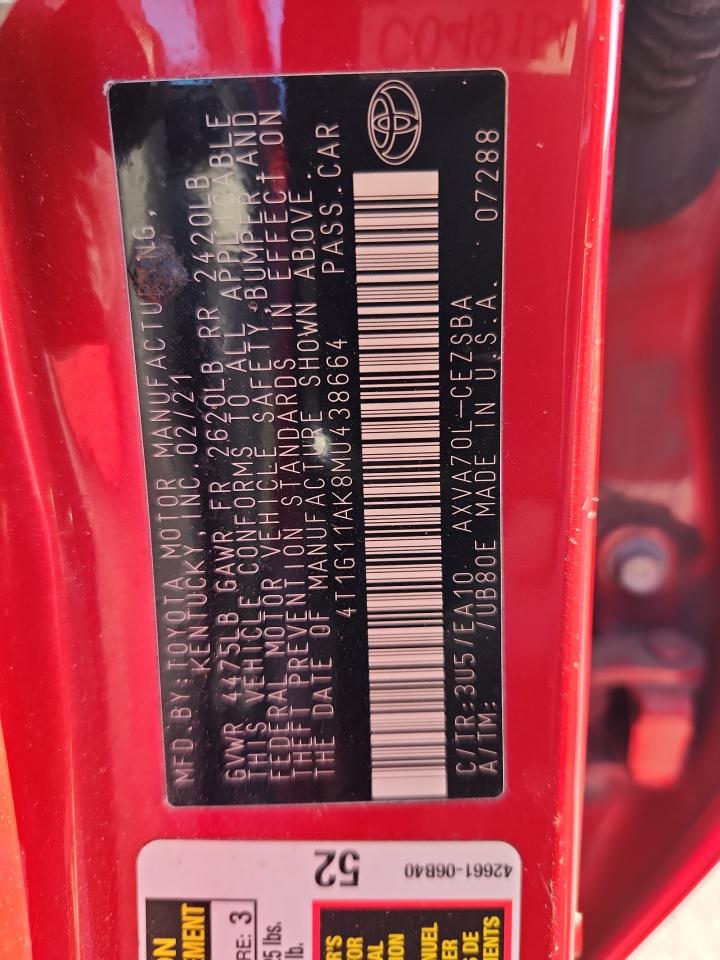 MFD.BY:TOYOTA MOTOR MANUFACTURING,
KENTUCKY,INC 02/21
GVWR 4475LB GAWR FR 2620LB RR 2420LB
THIS VEHICLE CONFORMS TO ALL APPLICABLE
FEDERAL MOTOR VEHICLE SAFETY,BUMPER,AND
THEFT PREVENTION STANDARDS IN EFFECT ON
THE DATE OF MANUFACTURE SHOWN ABOVE.
4T1G11AK8MU438664 PASS.CAR
C/TR:3U5/EA10 AXVA70L-CEZSBA
A/TM: /UB80E MADE IN U.S.A. 07288
52
42661-06B40